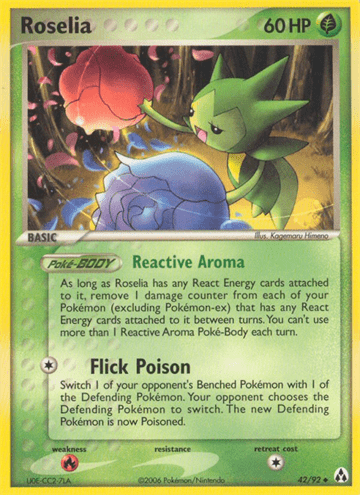 Roselia 60 HP
BASIC
Illus. Kagemaru Himeno
Poké-BODY Reactive Aroma
As long as Roselia has any React Energy cards attached
to it, remove 1 damage counter from each of your
Pokémon (excluding Pokémon-ex) that has any React
Energy cards attached to it between turns. You can't use
more than 1 Reactive Aroma Poké-Body each turn.
Flick Poison
Switch 1 of your opponent's Benched Pokémon with 1 of
the Defending Pokémon. Your opponent chooses the
Defending Pokémon to switch. The new Defending
Pokémon is now Poisoned.
weakness resistance retreat cost
U0E-CC2-7LA ©2006 Pokémon/Nintendo 42/92